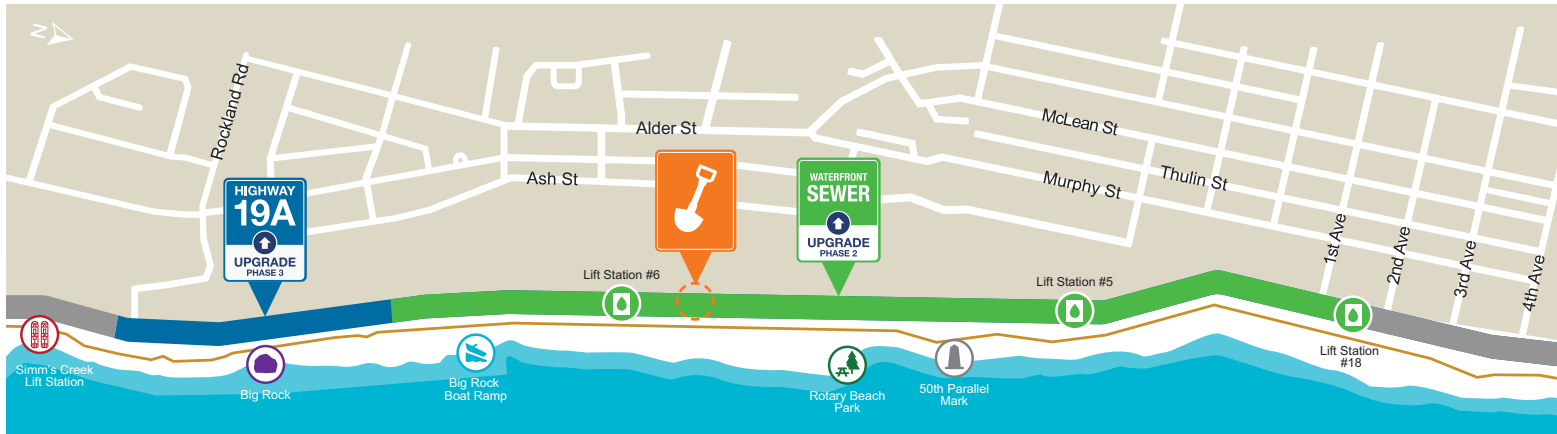 N
Rockland Rd
Alder St
Ash St
McLean St
Murphy St
Thulin St
1st Ave
2nd Ave
3rd Ave
4th Ave
HIGHWAY
19A
UPGRADE
PHASE 3
WATERFRONT
SEWER
UPGRADE
PHASE 2
Lift Station #6
Lift Station #5
Lift Station
#18
Simm's Creek
Lift Station
Big Rock
Big Rock
Boat Ramp
Rotary Beach
Park
50th Parallel
Mark